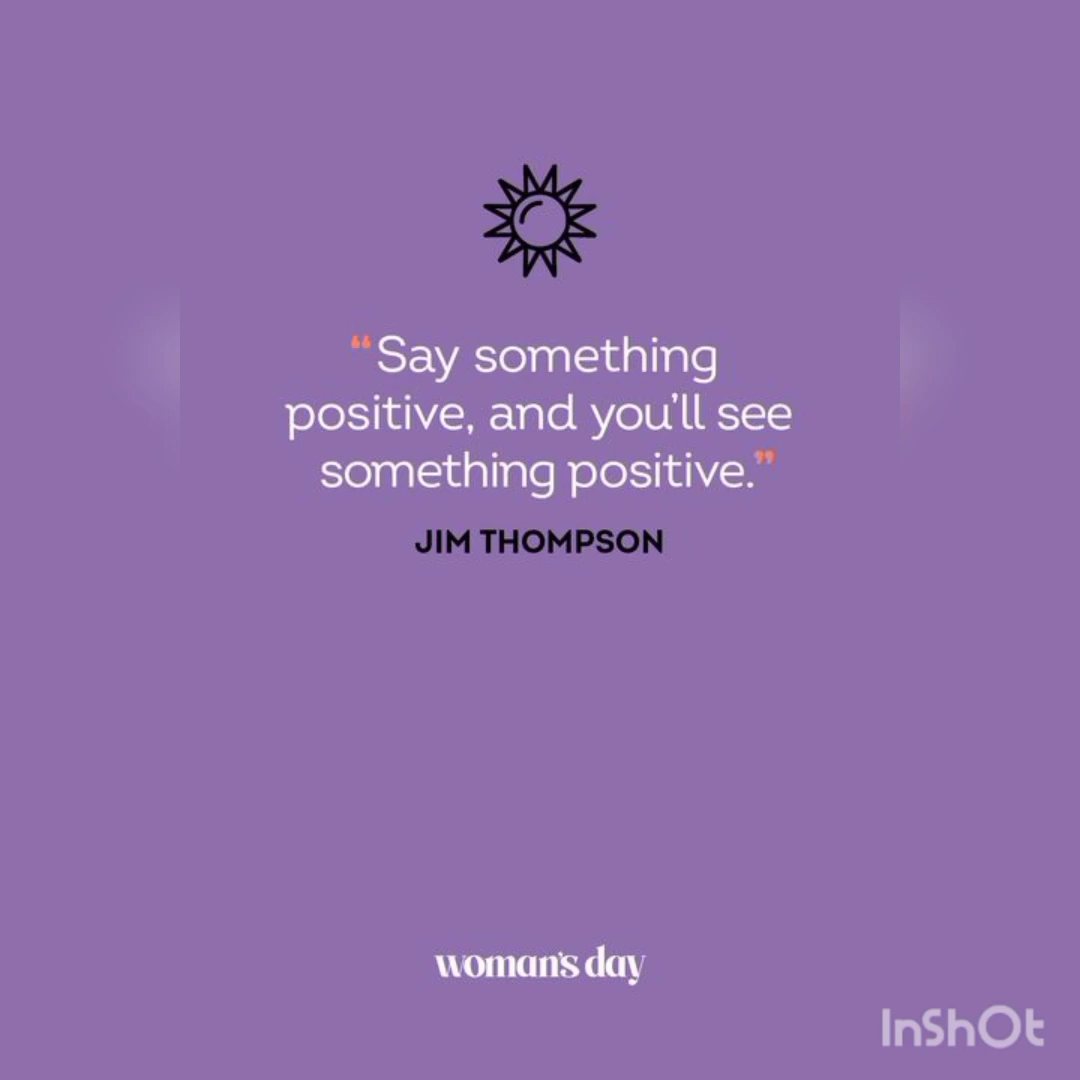 “Say something
positive, and you’ll see
something positive.”
JIM THOMPSON
woman's day
InShOt